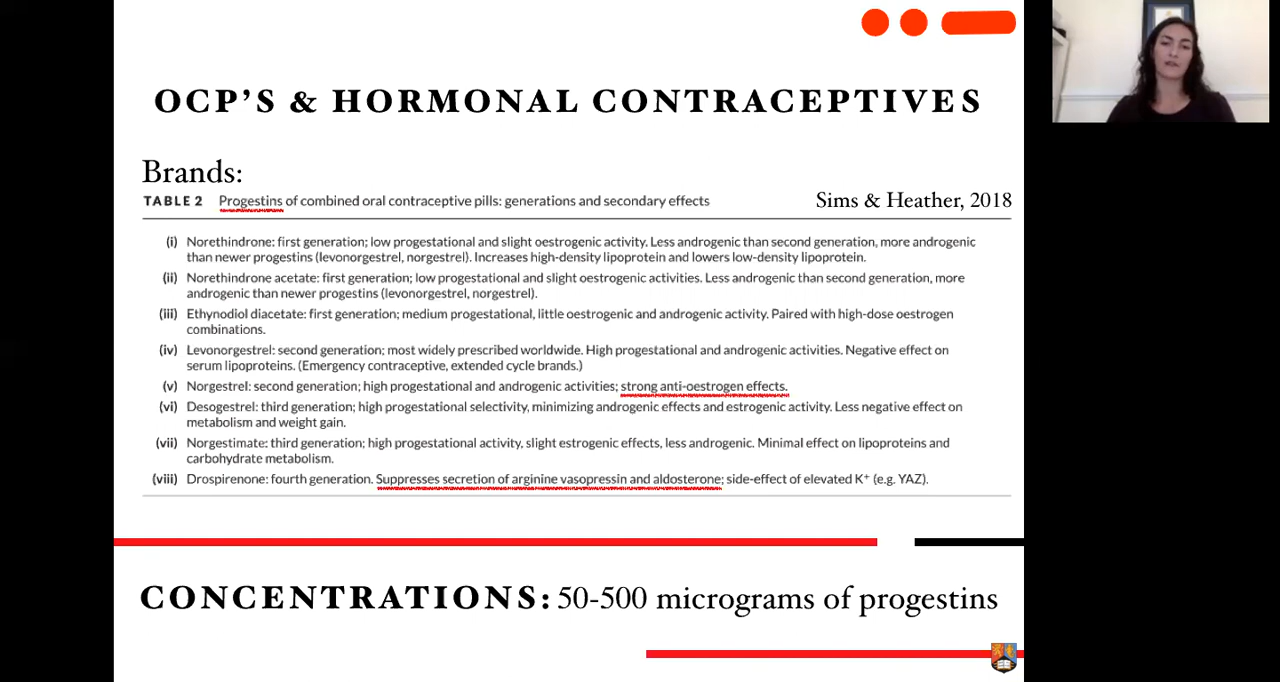 OCP'S & HORMONAL CONTRACEPTIVES
Brands:
TABLE 2 Progestins of combined oral contraceptive pills: generations and secondary effects
Sims & Heather, 2018
(i) Norethindrone: first generation; low progestational and slight oestrogenic activity. Less androgenic than second generation, more androgenic
than newer progestins (levonorgestrel, norgestrel). Increases high-density lipoprotein and lowers low-density lipoprotein.
(ii) Norethindrone acetate: first generation; low progestational and slight oestrogenic activities. Less androgenic than second generation, more
androgenic than newer progestins (levonorgestrel, norgestrel).
(iii) Ethynodiol diacetate: first generation; medium progestational, little oestrogenic and androgenic activity. Paired with high-dose oestrogen
combinations.
(iv) Levonorgestrel: second generation; most widely prescribed worldwide. High progestational and androgenic activities. Negative effect on
serum lipoproteins. (Emergency contraceptive, extended cycle brands.)
(v) Norgestrel: second generation; high progestational and androgenic activities; strong anti-oestrogen effects.
(vi) Desogestrel: third generation; high progestational selectivity, minimizing androgenic effects and estrogenic activity. Less negative effect on
metabolism and weight gain.
(vii) Norgestimate: third generation; high progestational activity, slight estrogenic effects, less androgenic. Minimal effect on lipoproteins and
carbohydrate metabolism.
(viii) Drospirenone: fourth generation. Suppresses secretion of arginine vasopressin and aldosterone; side-effect of elevated K⁺ (e.g. YAZ).
CONCENTRATIONS: 50-500 micrograms of progestins